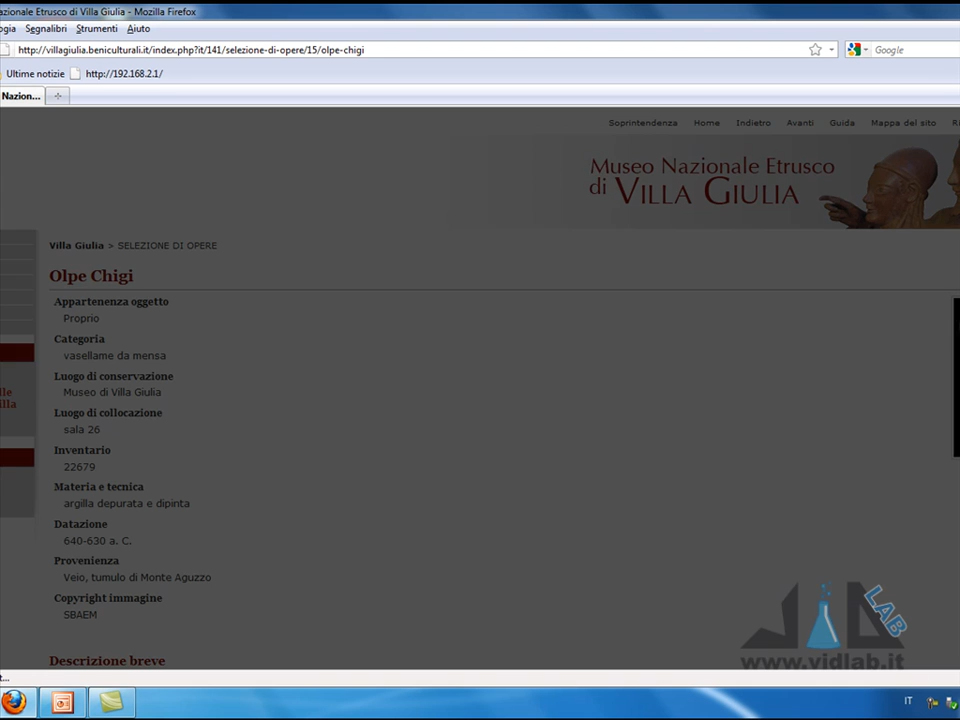 azionale Etrusco di Villa Giulia - Mozilla Firefox
ogia Segnalibri Strumenti Aiuto
http://villagiulia.beniculturali.it/index.php?it/141/selezione-di-opere/15/olpe-chigi
Google
Ultime notizie http://192.168.2.1/
Nazion...
Soprintendenza Home Indietro Avanti Guida Mappa del sito Ri
Museo Nazionale Etrusco
di VILLA GIULIA
Villa Giulia > SELEZIONE DI OPERE
Olpe Chigi
Appartenenza oggetto
Proprio
Categoria
vasellame da mensa
Luogo di conservazione
Museo di Villa Giulia
lle
illa
Luogo di collocazione
sala 26
Inventario
22679
Materia e tecnica
argilla depurata e dipinta
Datazione
640-630 a. C.
Provenienza
Veio, tumulo di Monte Aguzzo
Copyright immagine
SBAEM
Descrizione breve
LAB
www.vidlab.it
t...
IT